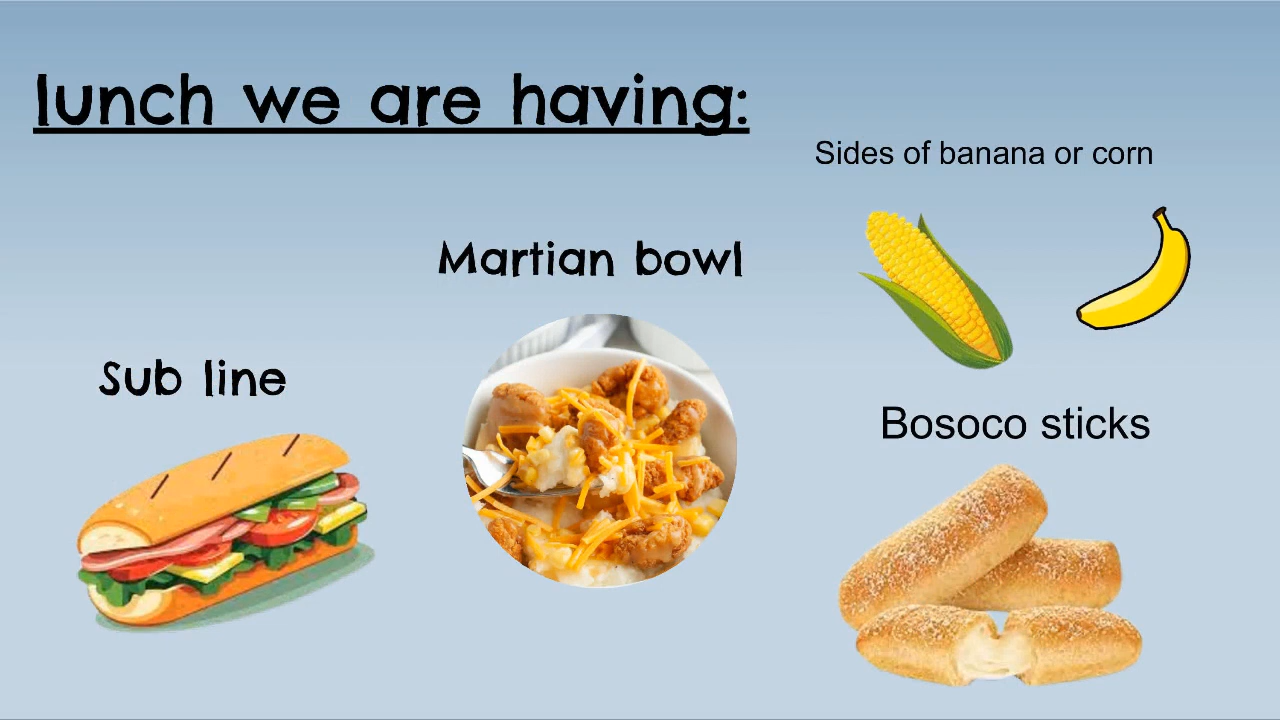 lunch we are having:
Sides of banana or corn
Martian bowl
Sub line
Bosoco sticks